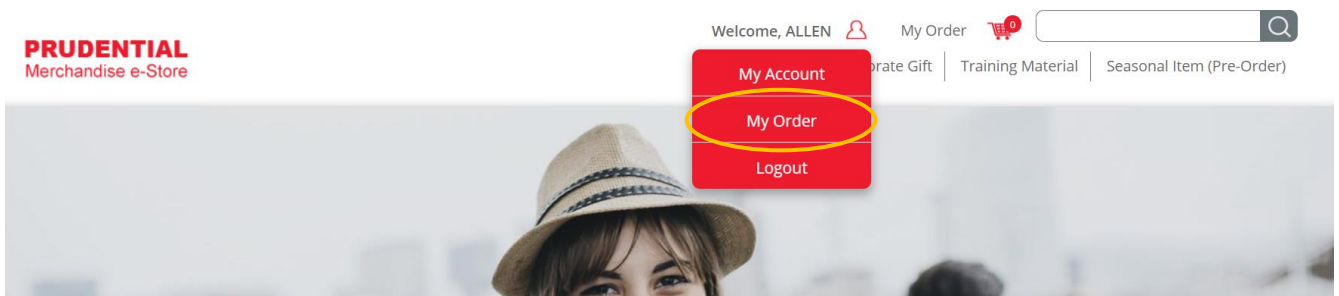 Welcome, ALLEN My Order 0
PRUDENTIAL
Merchandise e-Store
My Account
orate Gift Training Material Seasonal Item (Pre-Order)
My Order
Logout